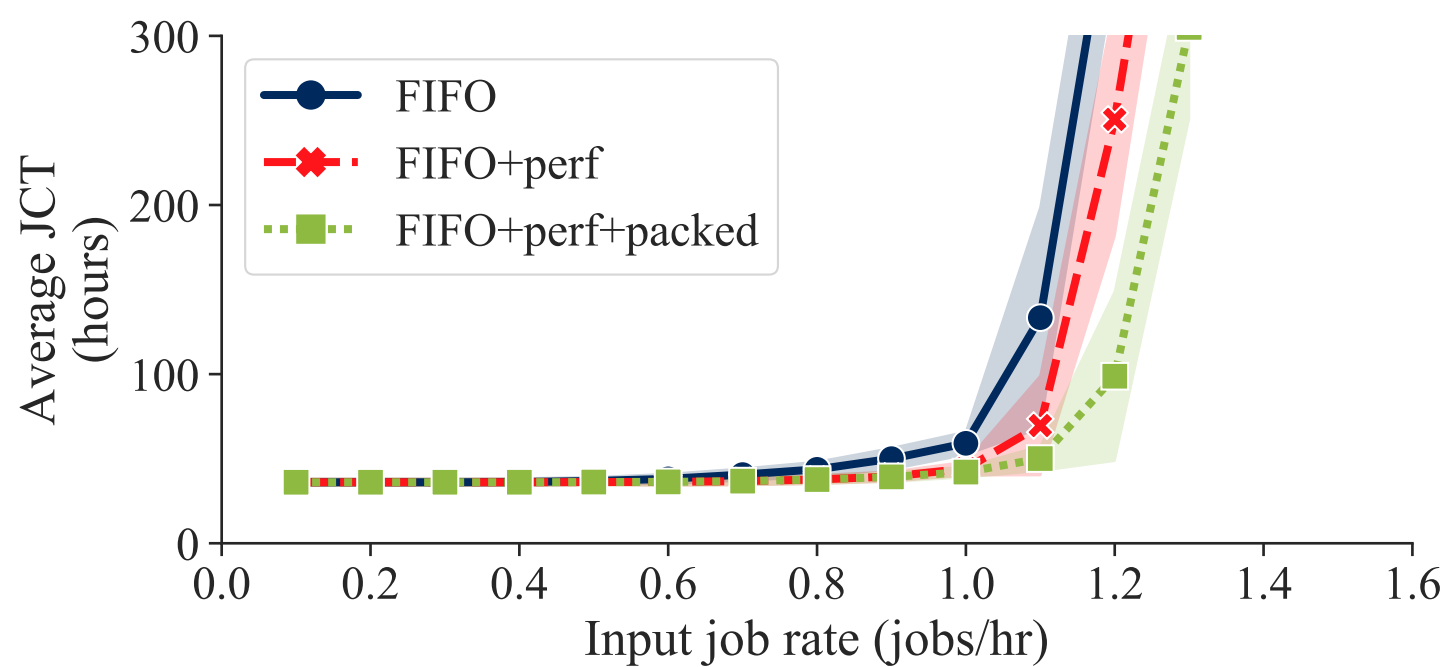 300
200
100
0
Average JCT
(hours)
FIFO
FIFO+perf
FIFO+perf+packed
0.0 0.2 0.4 0.6 0.8 1.0 1.2 1.4 1.6
Input job rate (jobs/hr)